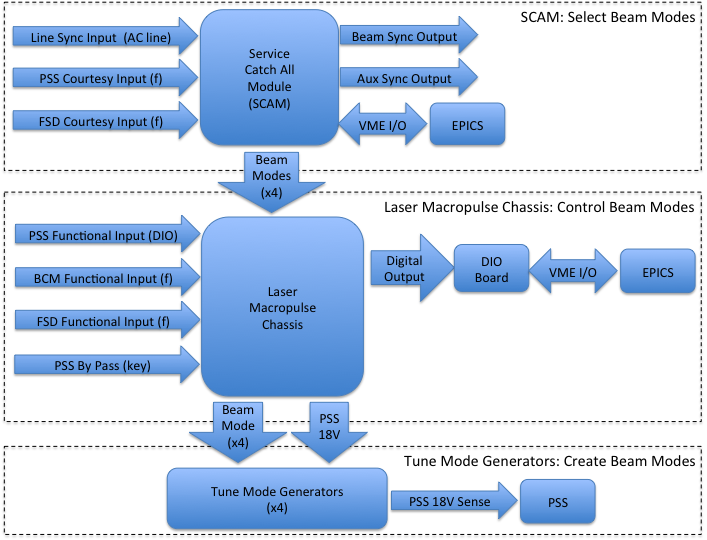 SCAM: Select Beam Modes
Line Sync Input (AC line)
PSS Courtesy Input (f)
FSD Courtesy Input (f)
Service
Catch All
Module
(SCAM)
Beam Sync Output
Aux Sync Output
VME I/O
EPICS
Beam
Modes
(x4)
Laser Macropulse Chassis: Control Beam Modes
PSS Functional Input (DIO)
BCM Functional Input (f)
FSD Functional Input (f)
PSS By Pass (key)
Laser
Macropulse
Chassis
Digital
Output
DIO
Board
VME I/O
EPICS
Beam
Mode
(x4)
PSS
18V
Tune Mode Generators: Create Beam Modes
Tune Mode Generators
(x4)
PSS 18V Sense
PSS